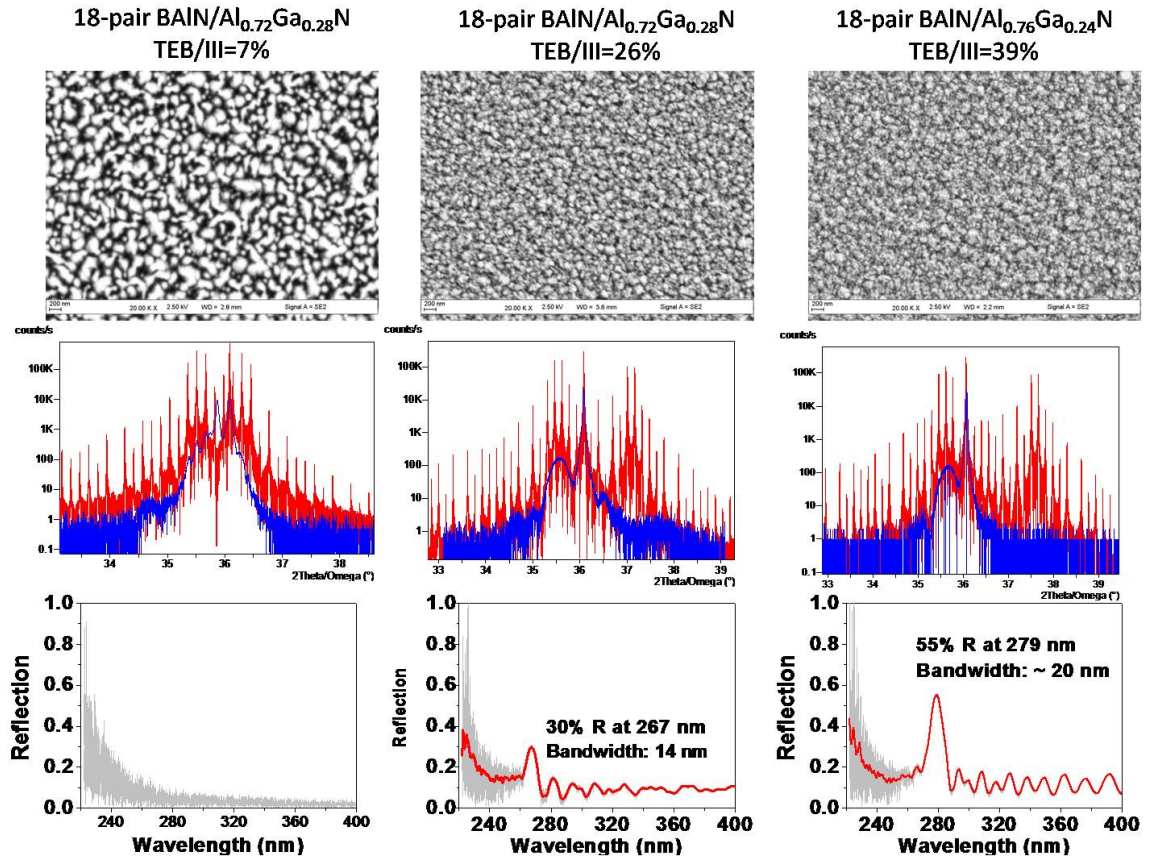 18-pair BAlN/Al0.72Ga0.28N
TEB/III=7%
18-pair BAlN/Al0.72Ga0.28N
TEB/III=26%
18-pair BAlN/Al0.76Ga0.24N
TEB/III=39%
200 nm 20.00 K X 2.50 kV WD = 2.8 mm Signal A = SE2
200 nm 20.00 K X 2.50 kV WD = 3.6 mm Signal A = SE2
200 nm 20.00 K X 2.50 kV WD = 2.2 mm Signal A = SE2
counts/s
100K
10K
1K
100
10
1
0.1
34 35 36 37 38
2Theta/Omega (°)
counts/s
100K
10K
1K
100
10
1
33 34 35 36 37 38 39
2Theta/Omega (°)
counts/s
100K
10K
1K
100
10
1
0.1
33 34 35 36 37 38 39
2Theta/Omega (°)
Reflection
1.0
0.8
0.6
0.4
0.2
0.0
240 280 320 360 400
Wavelength (nm)
Reflection
1.0
0.8
0.6
0.4
0.2
0.0
30% R at 267 nm
Bandwidth: 14 nm
240 280 320 360 400
Wavelength (nm)
Reflection
1.0
0.8
0.6
0.4
0.2
0.0
55% R at 279 nm
Bandwidth: ~ 20 nm
240 280 320 360 400
Wavelength (nm)